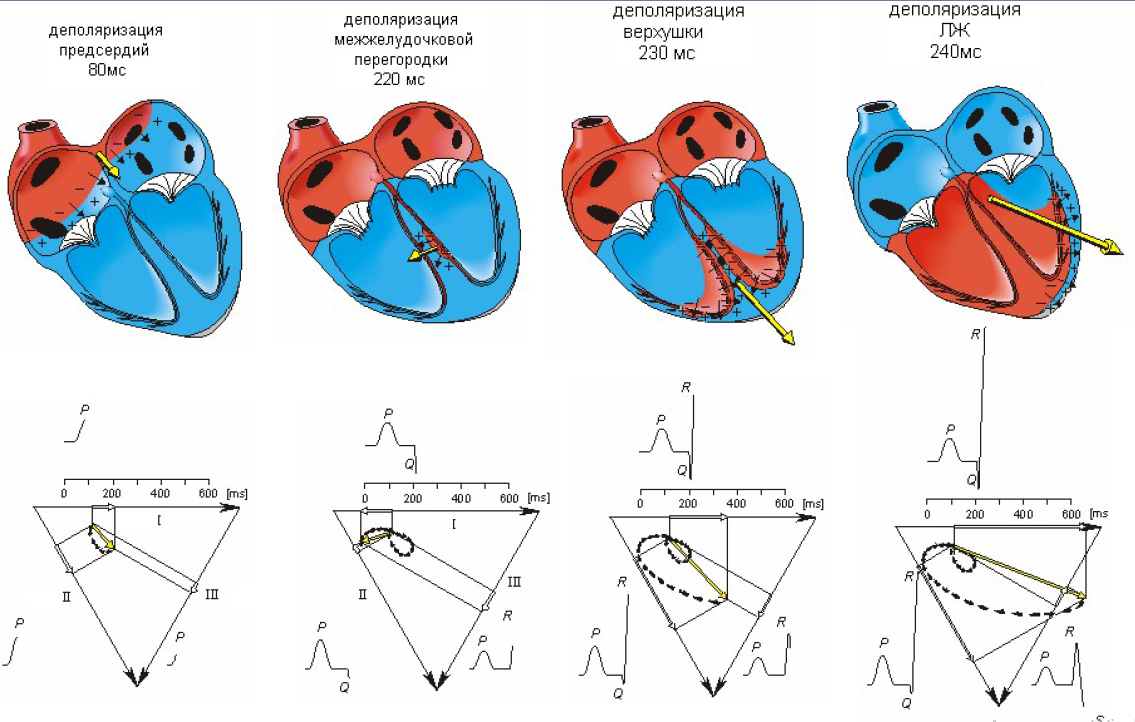 деполяризация
предсердий
80мс
деполяризация
межжелудочковой
перегородки
220 мс
деполяризация
верхушки
230 мс
деполяризация
ЛЖ
240мс
P
0 200 400 600 [ms]
I
II
III
P
P
P
Q
0 200 400 600 [ms]
I
II
III
R
P
Q
P
R
P
Q
0 200 400 600 [ms]
R
P
Q
P
R
R
P
Q
0 200 400 600 [ms
R
P
Q
P
R
S